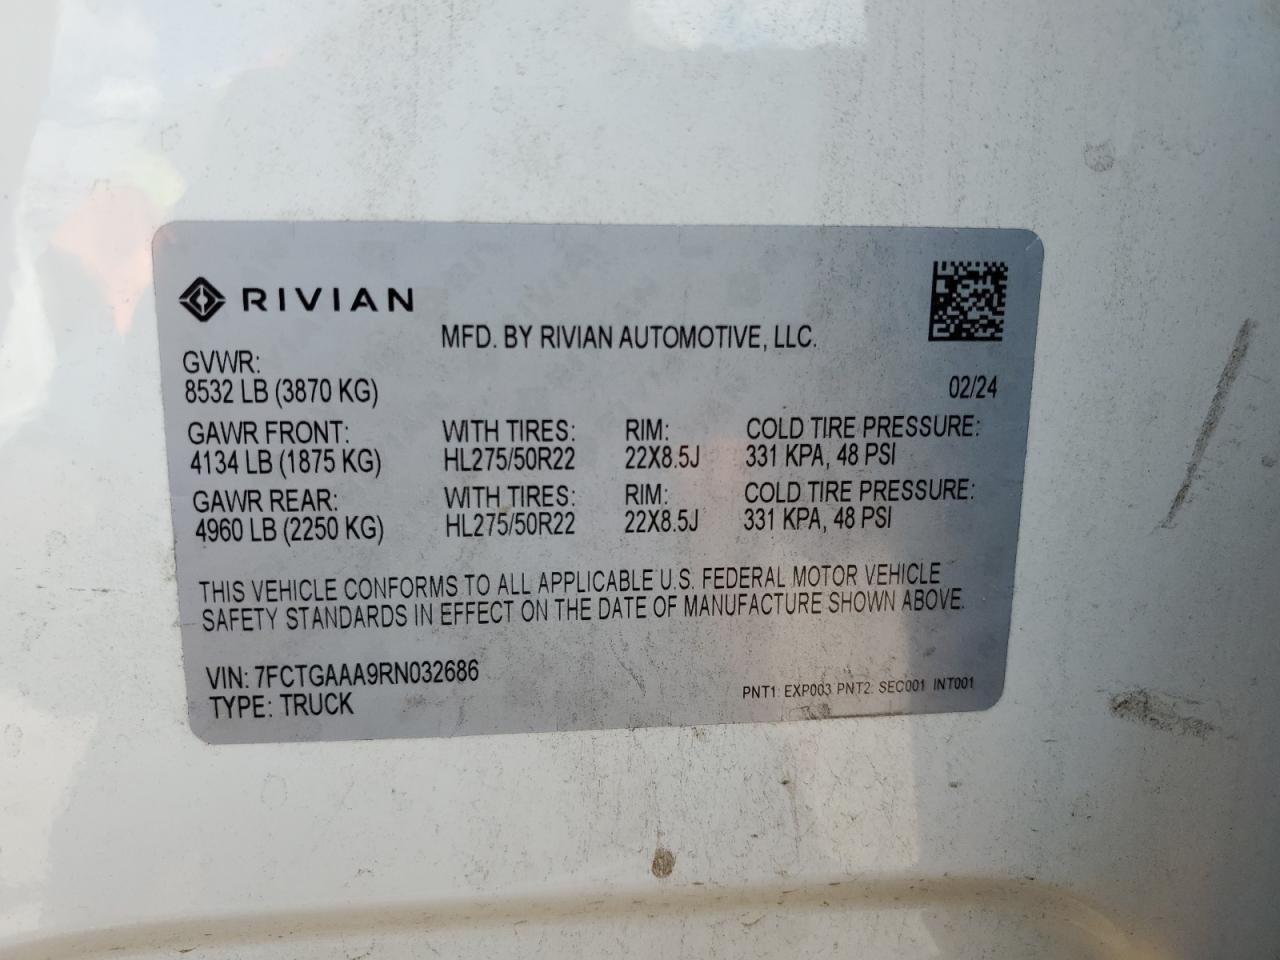 RIVIAN
MFD. BY RIVIAN AUTOMOTIVE, LLC.
GVWR:
8532 LB (3870 KG) 02/24
GAWR FRONT: WITH TIRES: RIM: COLD TIRE PRESSURE:
4134 LB (1875 KG) HL275/50R22 22X8.5J 331 KPA, 48 PSI
GAWR REAR: WITH TIRES: RIM: COLD TIRE PRESSURE:
4960 LB (2250 KG) HL275/50R22 22X8.5J 331 KPA, 48 PSI
THIS VEHICLE CONFORMS TO ALL APPLICABLE U.S. FEDERAL MOTOR VEHICLE
SAFETY STANDARDS IN EFFECT ON THE DATE OF MANUFACTURE SHOWN ABOVE.
VIN: 7FCTGAAA9RN032686
TYPE: TRUCK
PNT1: EXP003 PNT2: SEC001 INT001